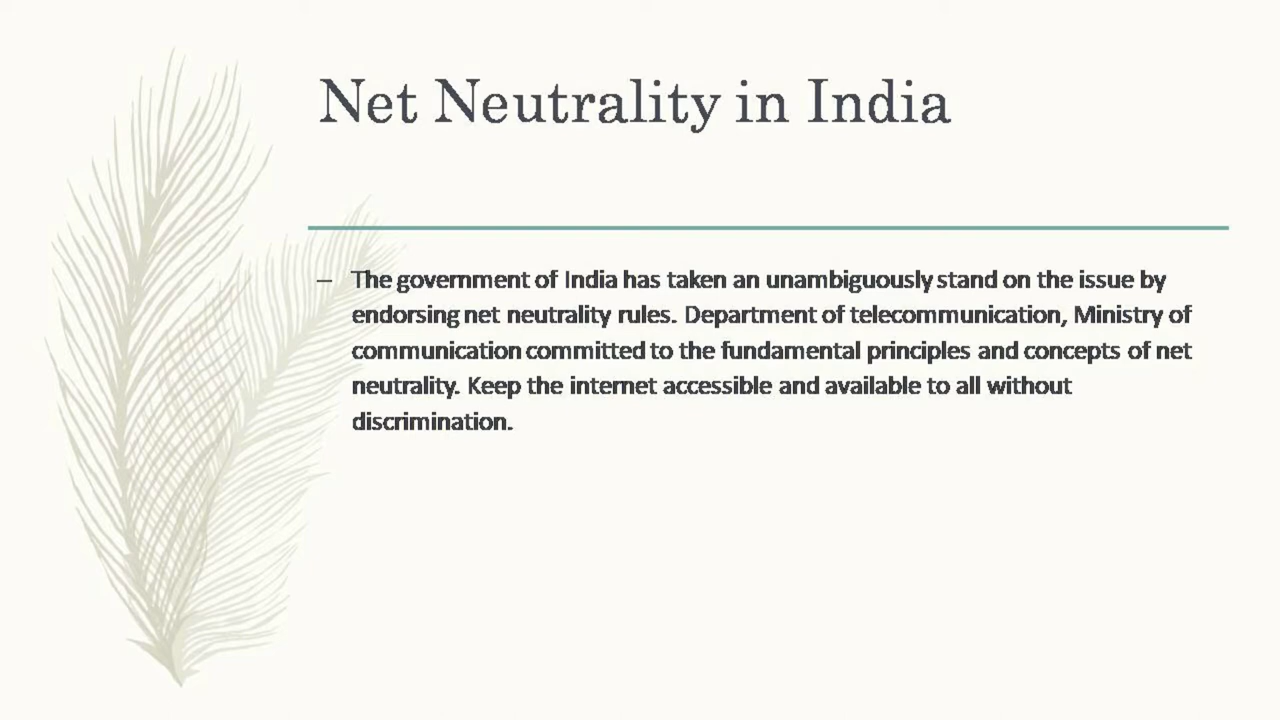 Net Neutrality in India
– The government of India has taken an unambiguously stand on the issue by
endorsing net neutrality rules. Department of telecommunication, Ministry of
communication committed to the fundamental principles and concepts of net
neutrality. Keep the internet accessible and available to all without
discrimination.